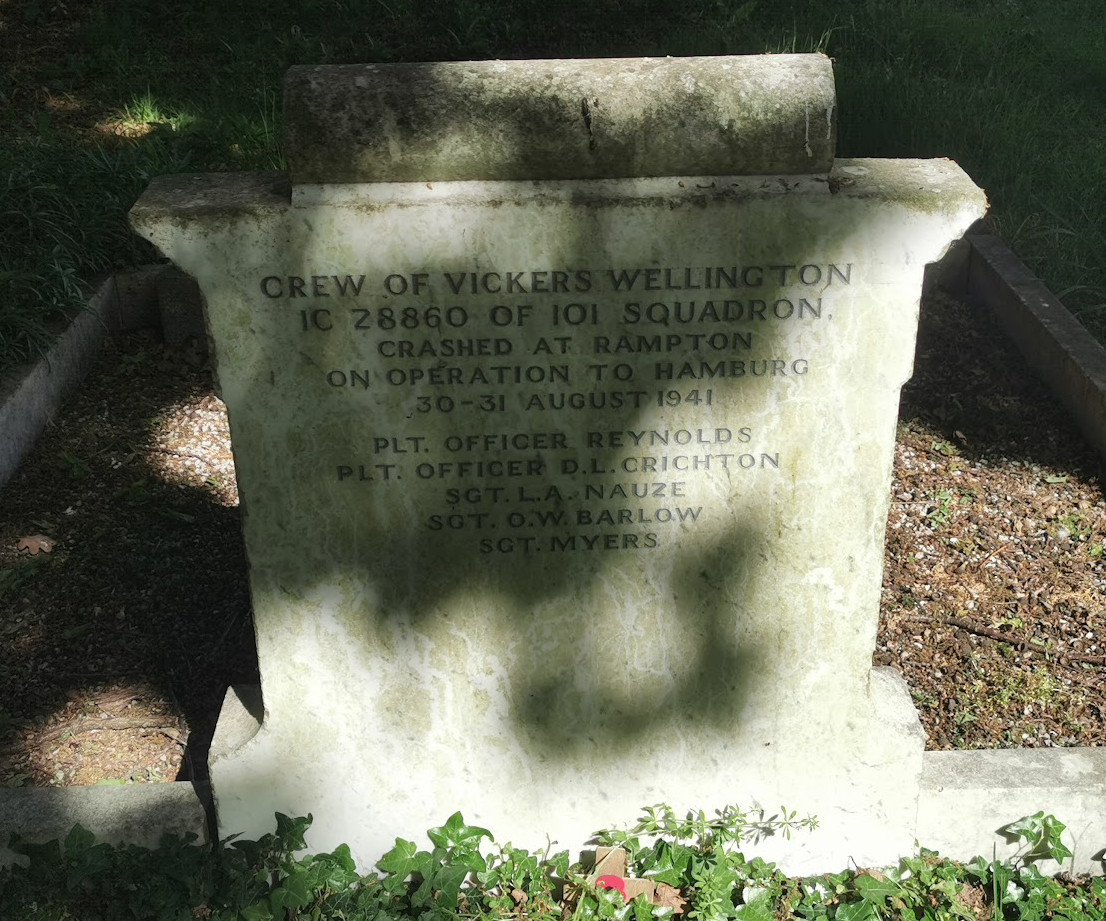 CREW OF VICKERS WELLINGTON
IC Z8860 OF 101 SQUADRON,
CRASHED AT RAMPTON
ON OPERATION TO HAMBURG
30-31 AUGUST 1941
PLT. OFFICER REYNOLDS
PLT. OFFICER D.L. CRICHTON
SGT. L.A. NAUZE
SGT. O.W. BARLOW
SGT. MYERS